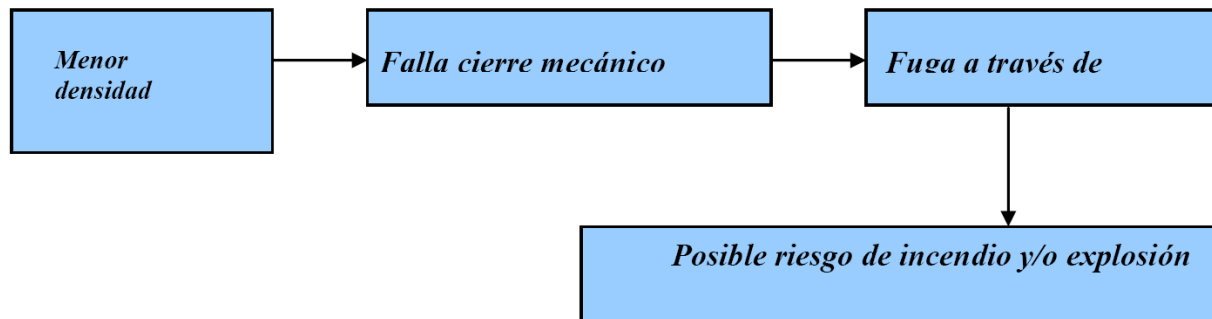 Menor
densidad
Falla cierre mecánico
Fuga a través de
Posible riesgo de incendio y/o explosión